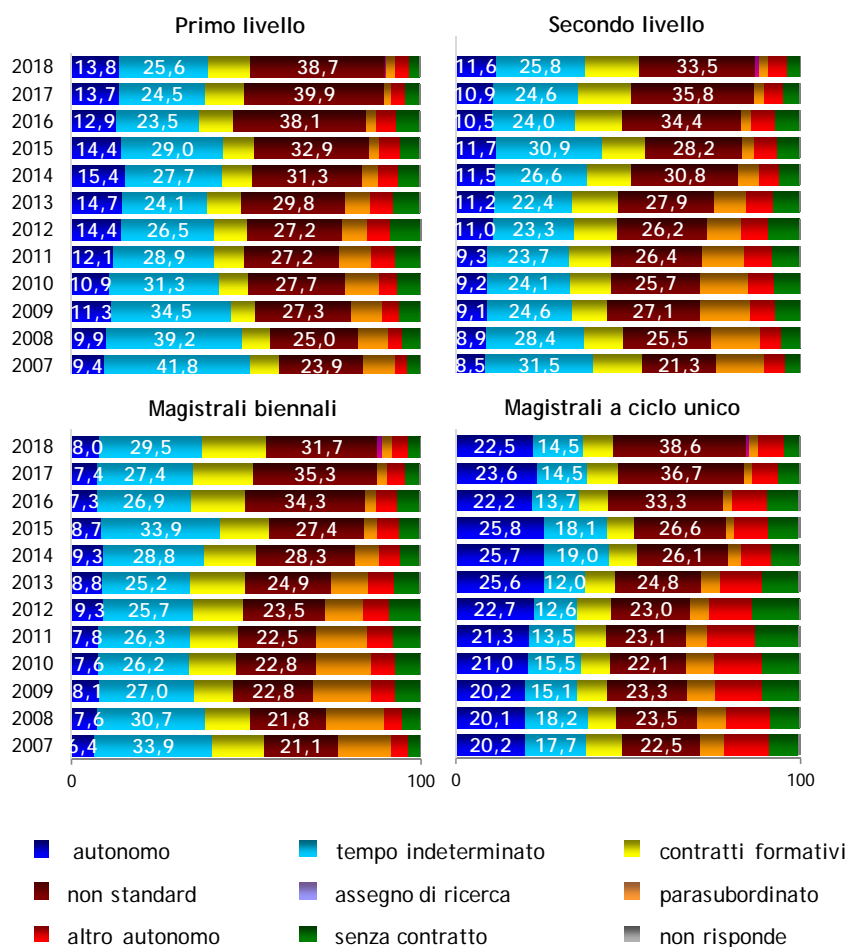 Primo livello
Secondo livello
2018 13,8 25,6 38,7 11,6 25,8 33,5
2017 13,7 24,5 39,9 10,9 24,6 35,8
2016 12,9 23,5 38,1 10,5 24,0 34,4
2015 14,4 29,0 32,9 11,7 30,9 28,2
2014 15,4 27,7 31,3 11,5 26,6 30,8
2013 14,7 24,1 29,8 11,2 22,4 27,9
2012 14,4 26,5 27,2 11,0 23,3 26,2
2011 12,1 28,9 27,2 9,3 23,7 26,4
2010 10,9 31,3 27,7 9,2 24,1 25,7
2009 11,3 34,5 27,3 9,1 24,6 27,1
2008 9,9 39,2 25,0 8,9 28,4 25,5
2007 9,4 41,8 23,9 8,5 31,5 21,3
Magistrali biennali
Magistrali a ciclo unico
2018 8,0 29,5 31,7 22,5 14,5 38,6
2017 7,4 27,4 35,3 23,6 14,5 36,7
2016 7,3 26,9 34,3 22,2 13,7 33,3
2015 8,7 33,9 27,4 25,8 18,1 26,6
2014 9,3 28,8 28,3 25,7 19,0 26,1
2013 8,8 25,2 24,9 25,6 12,0 24,8
2012 9,3 25,7 23,5 22,7 12,6 23,0
2011 7,8 26,3 22,5 21,3 13,5 23,1
2010 7,6 26,2 22,8 21,0 15,5 22,1
2009 8,1 27,0 22,8 20,2 15,1 23,3
2008 7,6 30,7 21,8 20,1 18,2 23,5
2007 6,4 33,9 21,1 20,2 17,7 22,5
0 100 0 100
autonomo tempo indeterminato contratti formativi
non standard assegno di ricerca parasubordinato
altro autonomo senza contratto non risponde